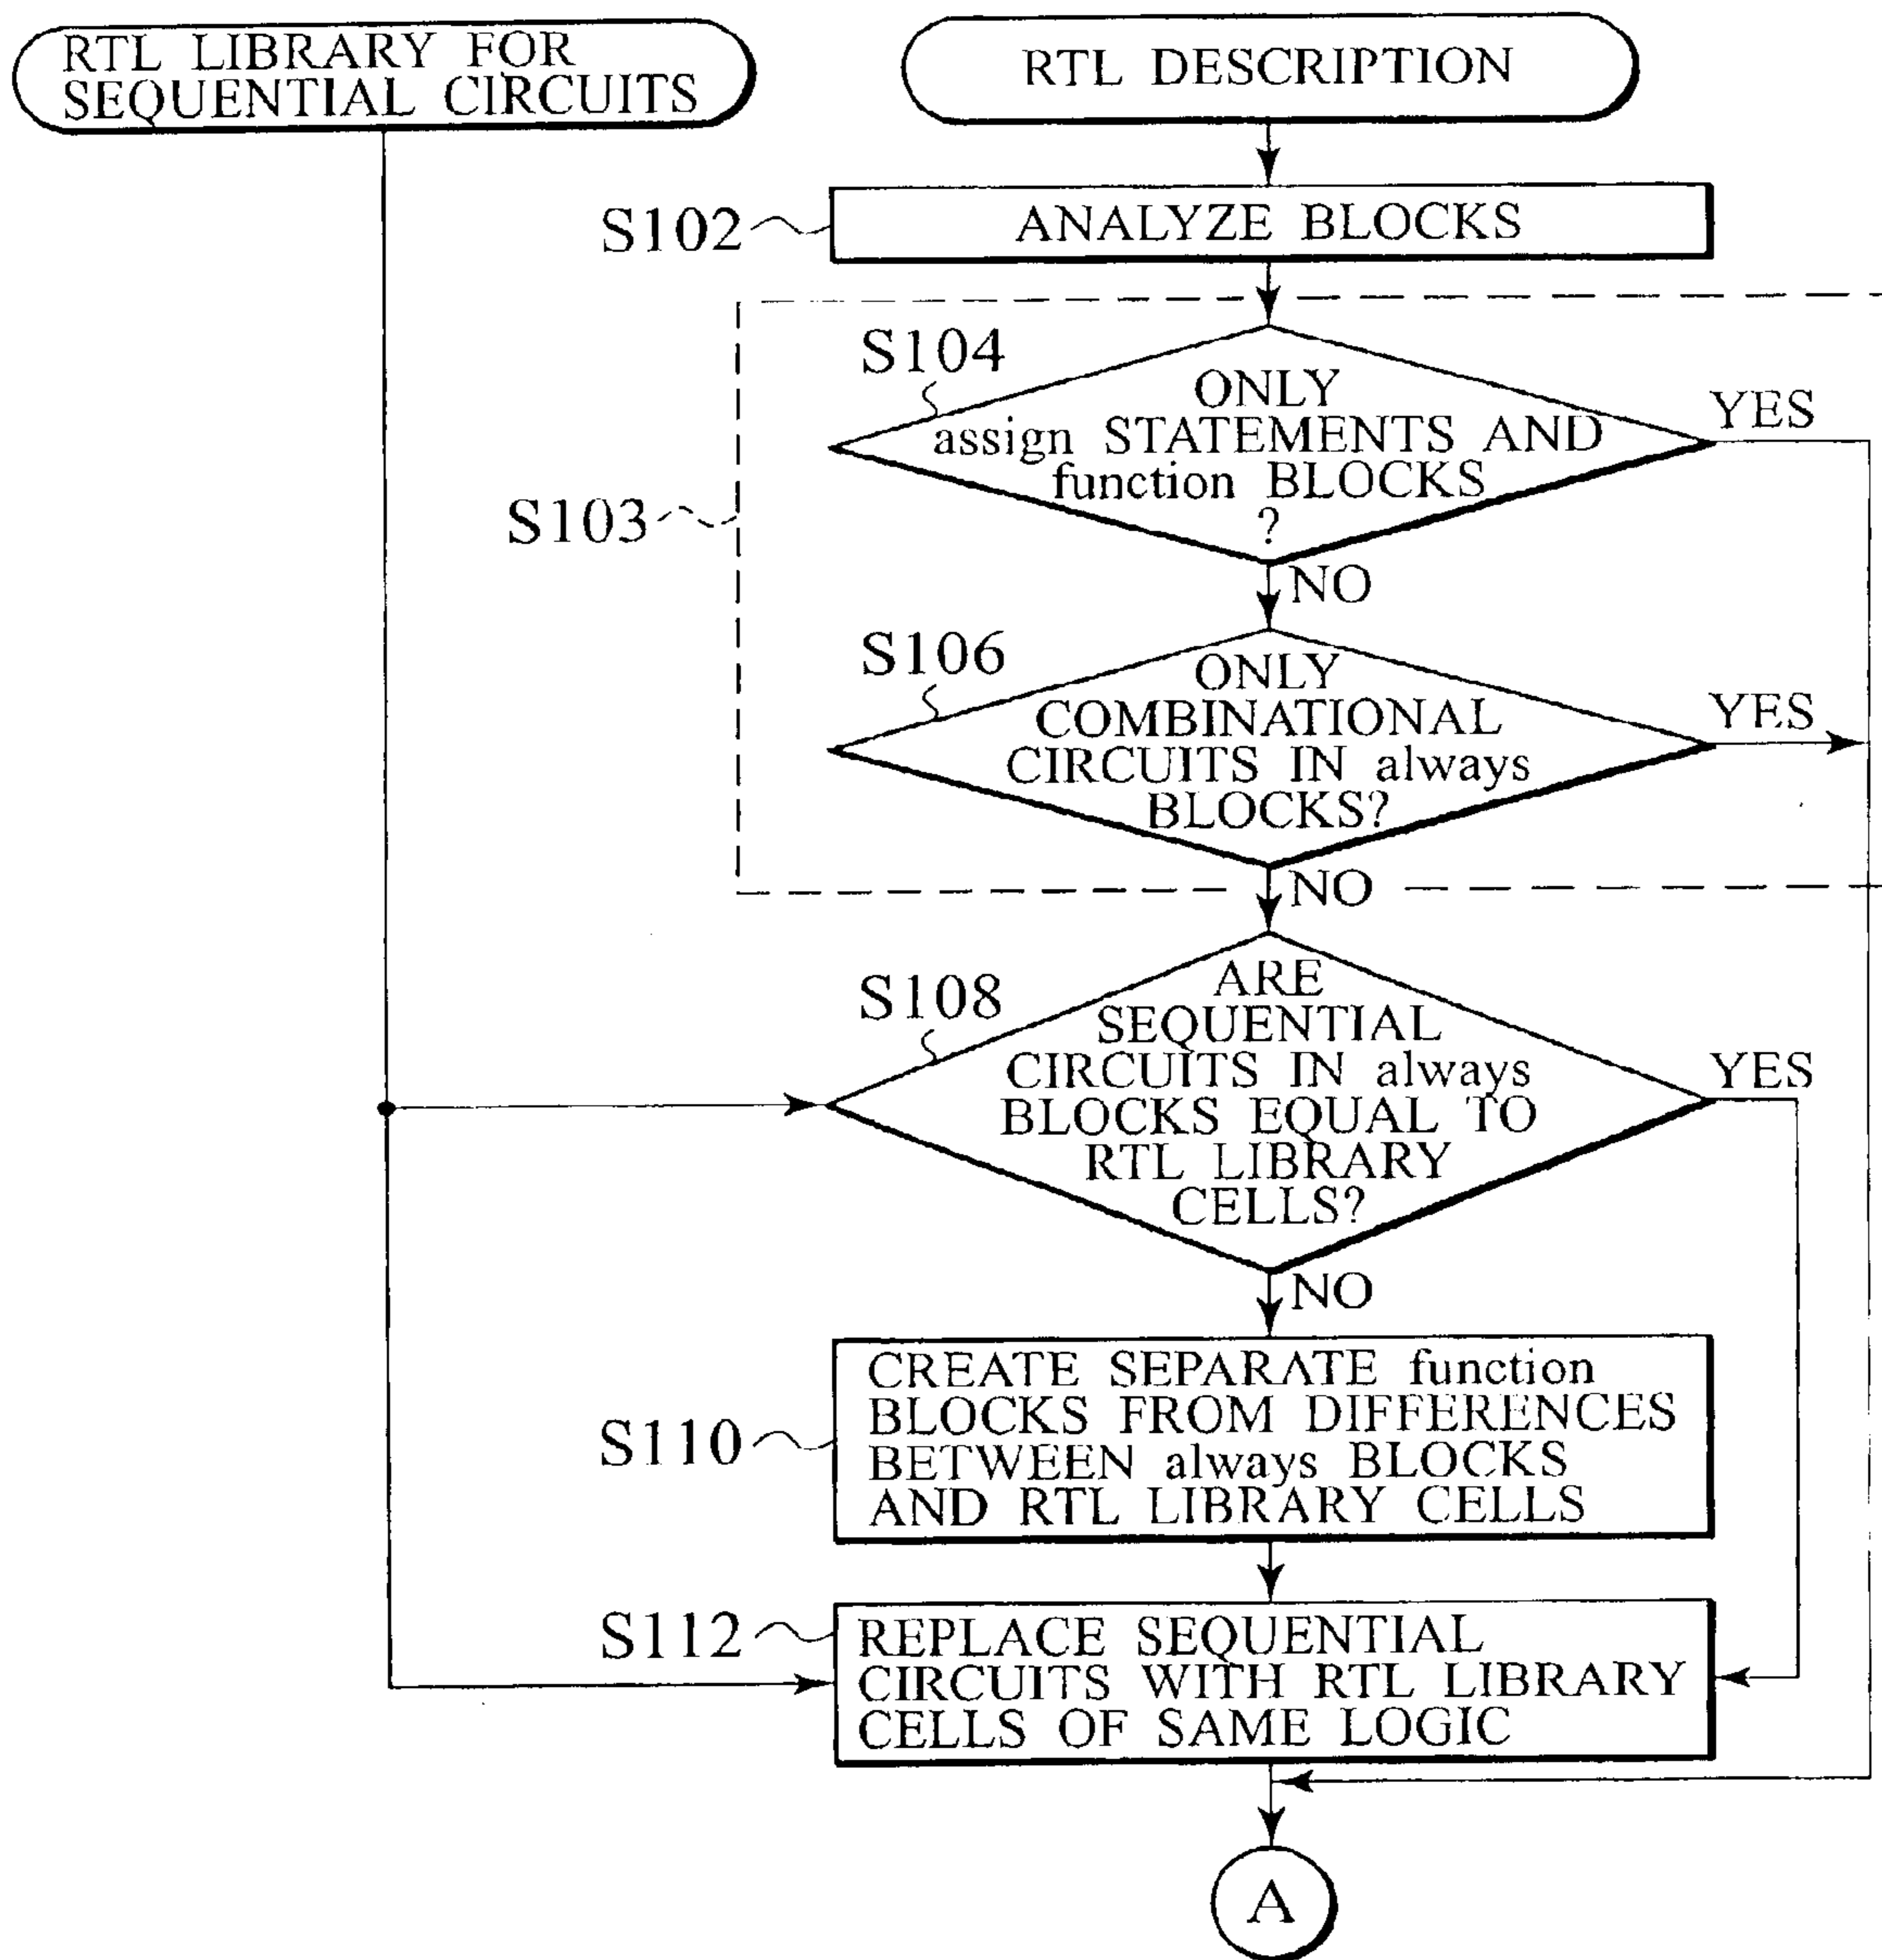 RTL LIBRARY FOR
SEQUENTIAL CIRCUITS
RTL DESCRIPTION
S102
ANALYZE BLOCKS
S103
S104
ONLY
assign STATEMENTS AND
function BLOCKS
?
YES
NO
S106
ONLY
COMBINATIONAL
CIRCUITS IN always
BLOCKS?
YES
NO
S108
ARE
SEQUENTIAL
CIRCUITS IN always
BLOCKS EQUAL TO
RTL LIBRARY
CELLS?
YES
NO
S110
CREATE SEPARATE function
BLOCKS FROM DIFFERENCES
BETWEEN always BLOCKS
AND RTL LIBRARY CELLS
S112
REPLACE SEQUENTIAL
CIRCUITS WITH RTL LIBRARY
CELLS OF SAME LOGIC
A